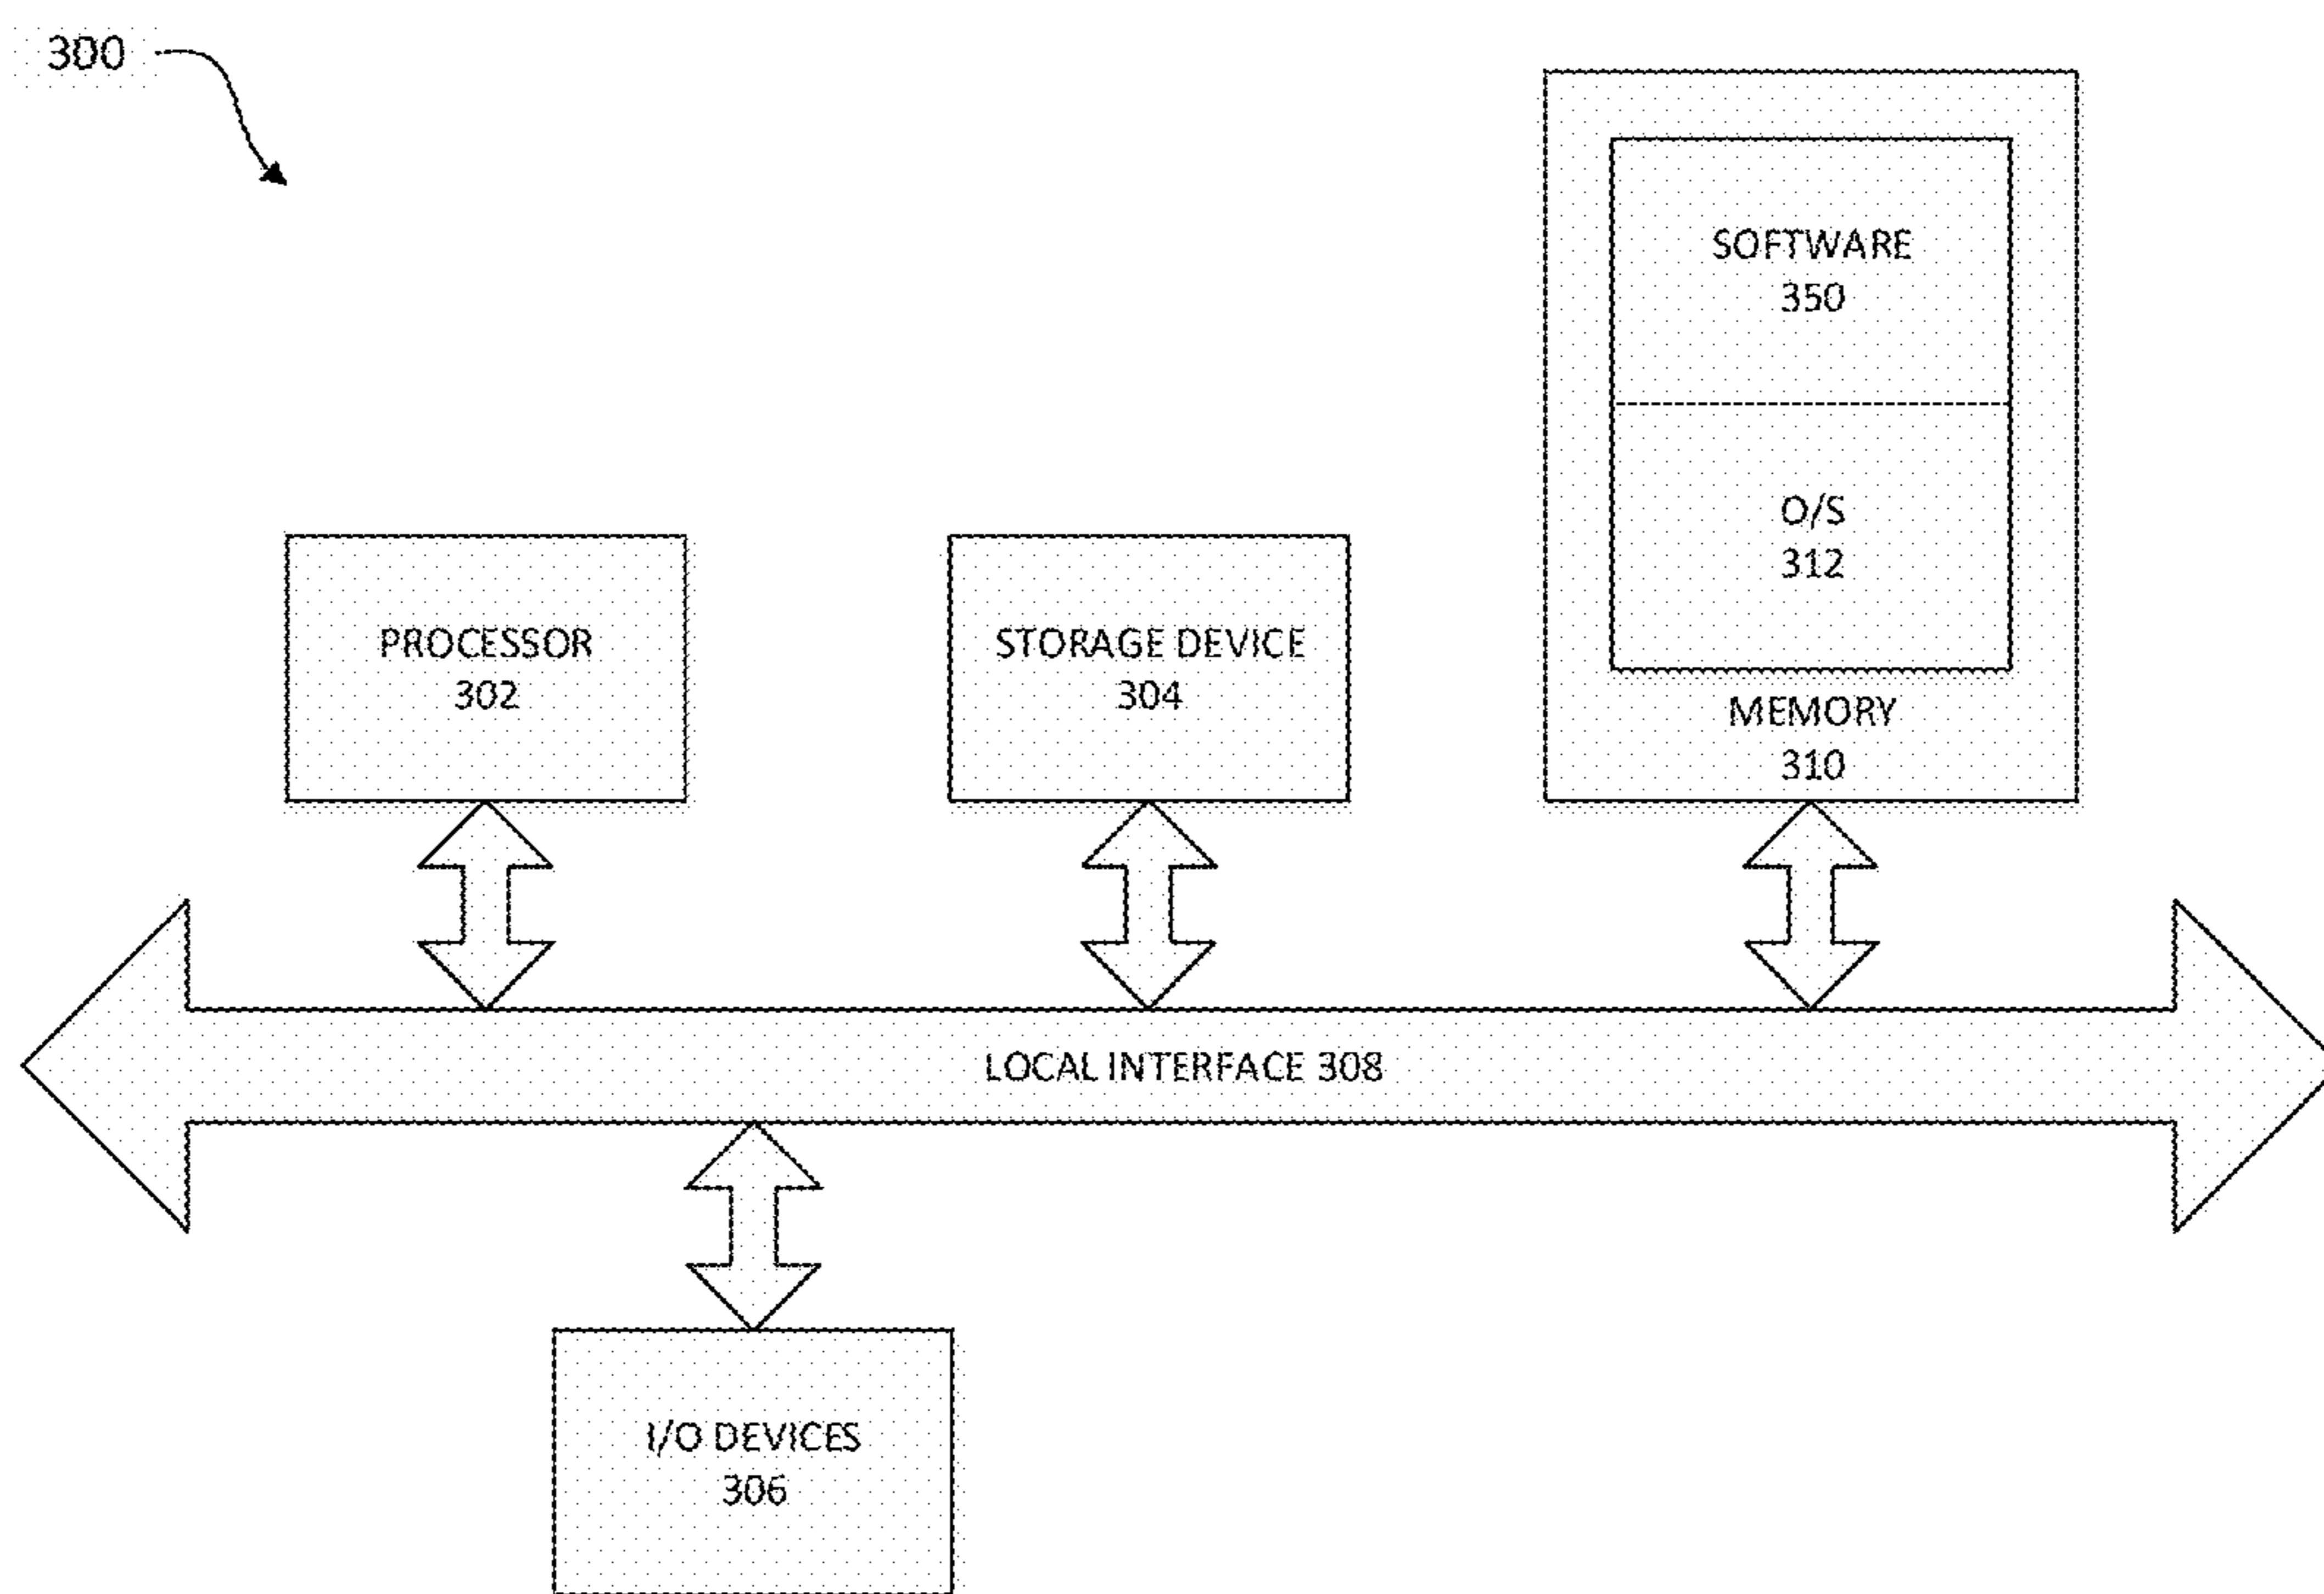 300
SOFTWARE
350
O/S
312
PROCESSOR
302
STORAGE DEVICE
304
MEMORY
310
LOCAL INTERFACE 308
I/O DEVICES
306